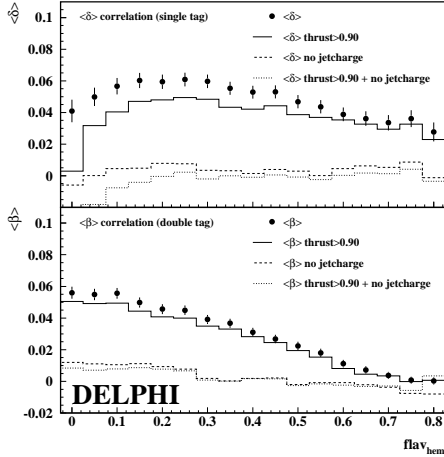 <δ>
0.1
0.08
0.06
0.04
0.02
0
<δ> correlation (single tag)
<δ>
<δ> thrust>0.90
<δ> no jetcharge
<δ> thrust>0.90 + no jetcharge
<β>
0.1
0.08
0.06
0.04
0.02
0
-0.02
<β> correlation (double tag)
<β>
<β> thrust>0.90
<β> no jetcharge
<β> thrust>0.90 + no jetcharge
DELPHI
0 0.1 0.2 0.3 0.4 0.5 0.6 0.7 0.8
flav_hem